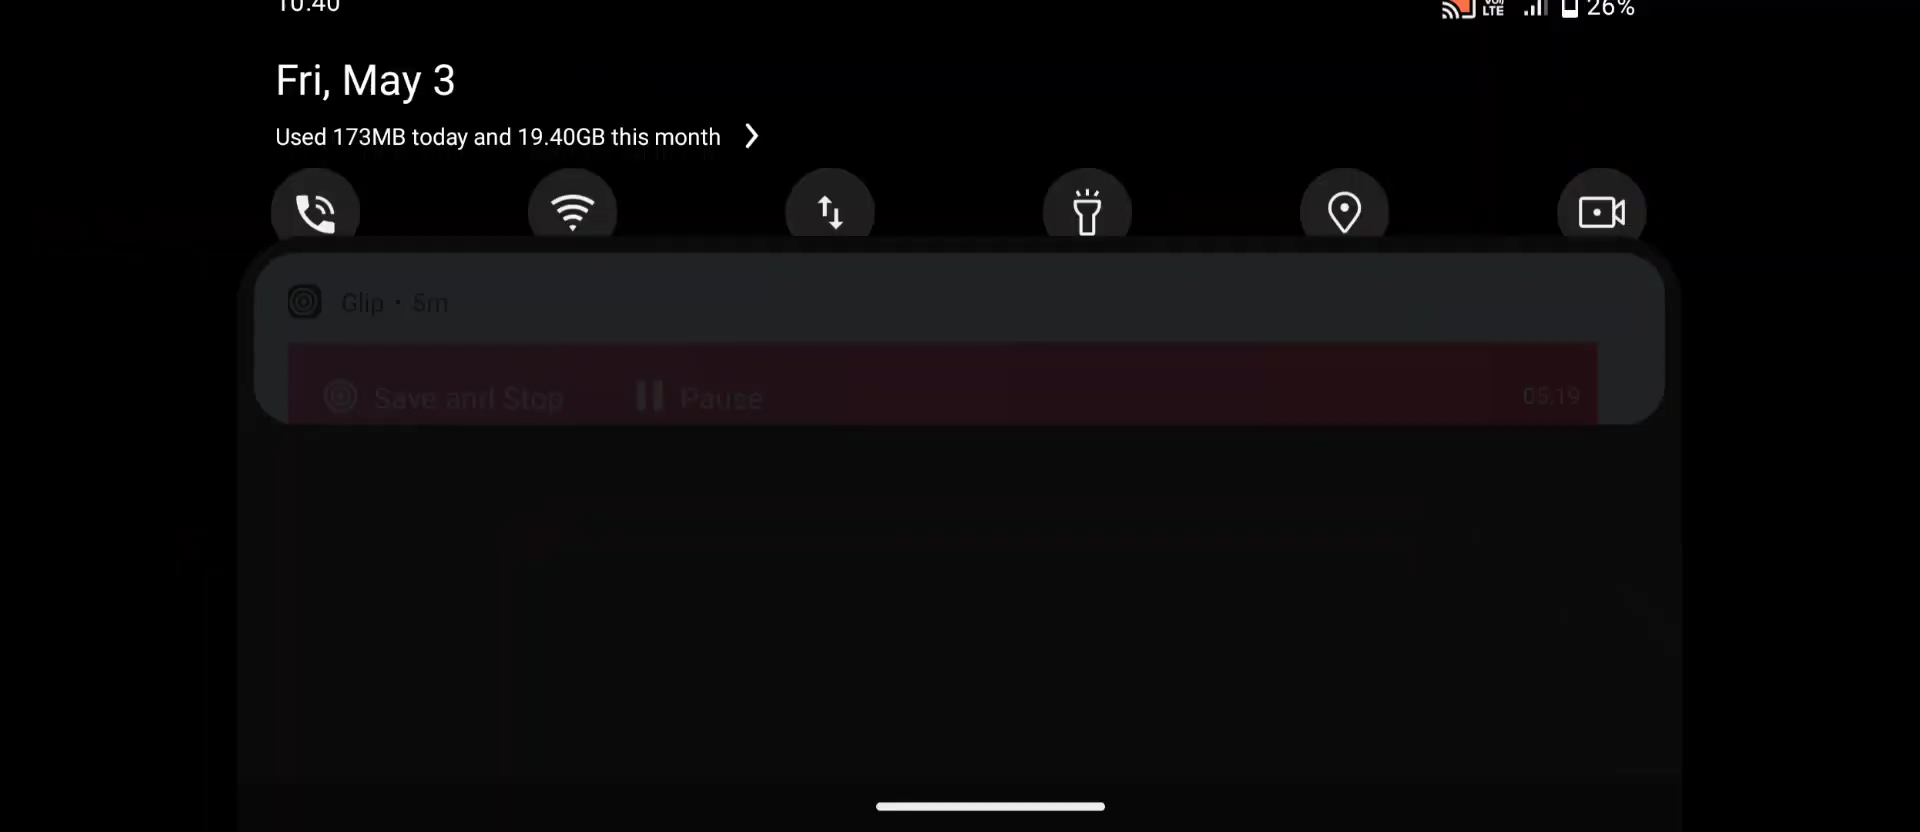 10:40
VoLTE
26%
Fri, May 3
Used 173MB today and 19.40GB this month
Glip • 5m
Save and Stop
Pause
05:19